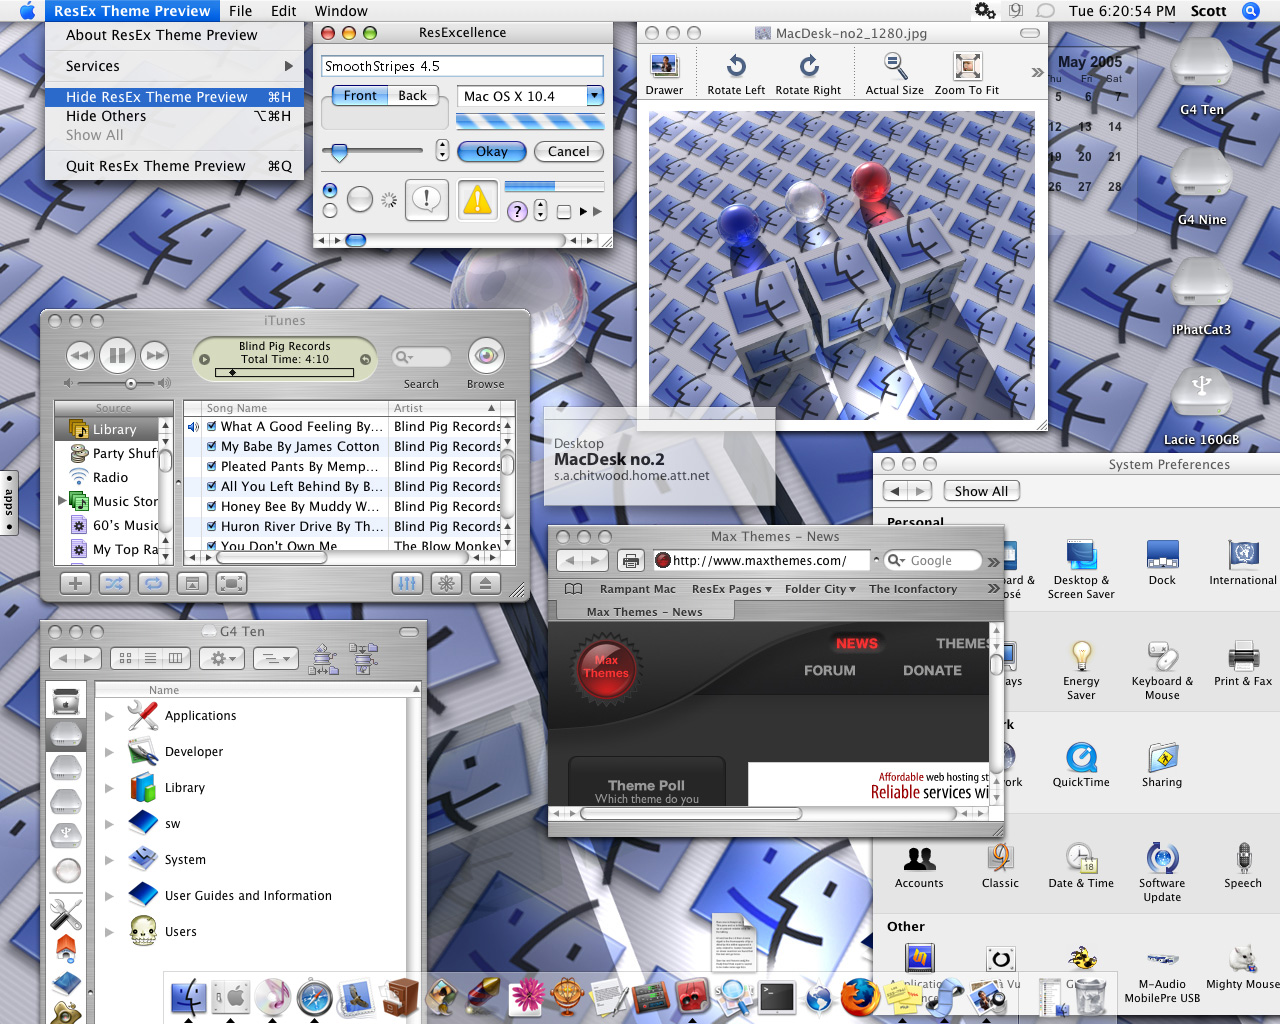 ResEx Theme Preview File Edit Window Tue 6:20:54 PM Scott
About ResEx Theme Preview
Services
Hide ResEx Theme Preview ⌘H
Hide Others ⌥⌘H
Show All
Quit ResEx Theme Preview ⌘Q
ResExcellence
SmoothStripes 4.5
Front Back Mac OS X 10.4
Okay Cancel
MacDesk-no2_1280.jpg
Drawer Rotate Left Rotate Right Actual Size Zoom To Fit
May 2005
Thu Fri Sat
5 6 7
12 13 14
19 20 21
26 27 28
G4 Ten
G4 Nine
iPhatCat3
Lacie 160GB
iTunes
Blind Pig Records
Total Time: 4:10
Search Browse
Source Song Name Artist
Library
Party Shuf
Radio
Music Stor
60's Music
My Top Ra
What A Good Feeling By... Blind Pig Records
My Babe By James Cotton Blind Pig Records
Pleated Pants By Memp... Blind Pig Records
All You Left Behind By B... Blind Pig Records
Honey Bee By Muddy W... Blind Pig Records
Huron River Drive By Th... Blind Pig Records
You Don't Own Me The Blow Monkey
apps
Desktop
MacDesk no.2
s.a.chitwood.home.att.net
G4 Ten
Name
Applications
Developer
Library
sw
System
User Guides and Information
Users
Max Themes – News
http://www.maxthemes.com/ Google
Rampant Mac ResEx Pages Folder City The Iconfactory
Max Themes – News
Max
Themes
NEWS THEMES
FORUM DONATE
Theme Poll
Which theme do you
Affordable web hosting st
Reliable services wi
System Preferences
Show All
Personal
Desktop &
Screen Saver
Dock
International
Energy
Saver
Keyboard &
Mouse
Print & Fax
QuickTime
Sharing
Accounts
Classic
Date & Time
Software
Update
Speech
Other
M-Audio
MobilePre USB
Mighty Mouse